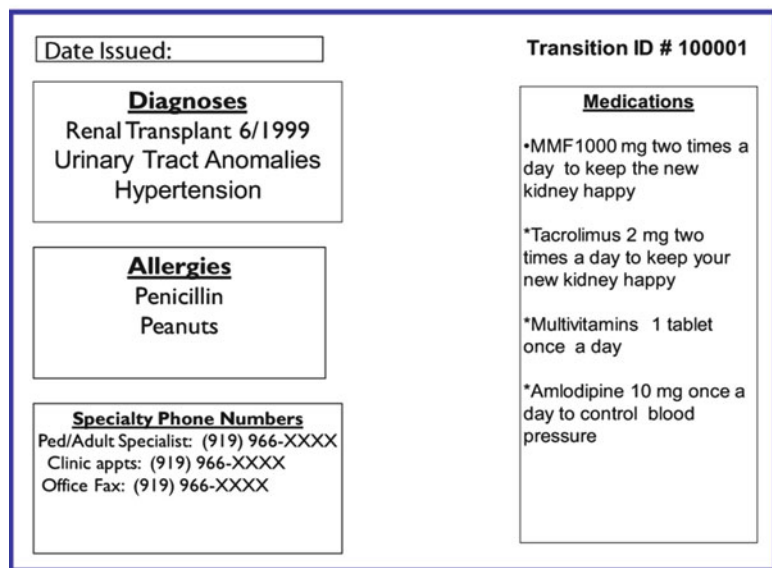 Date Issued:
Transition ID # 100001
Diagnoses
Renal Transplant 6/1999
Urinary Tract Anomalies
Hypertension
Allergies
Penicillin
Peanuts
Specialty Phone Numbers
Ped/Adult Specialist: (919) 966-XXXX
Clinic appts: (919) 966-XXXX
Office Fax: (919) 966-XXXX
Medications
•MMF1000 mg two times a
day to keep the new
kidney happy
*Tacrolimus 2 mg two
times a day to keep your
new kidney happy
*Multivitamins 1 tablet
once a day
*Amlodipine 10 mg once a
day to control blood
pressure